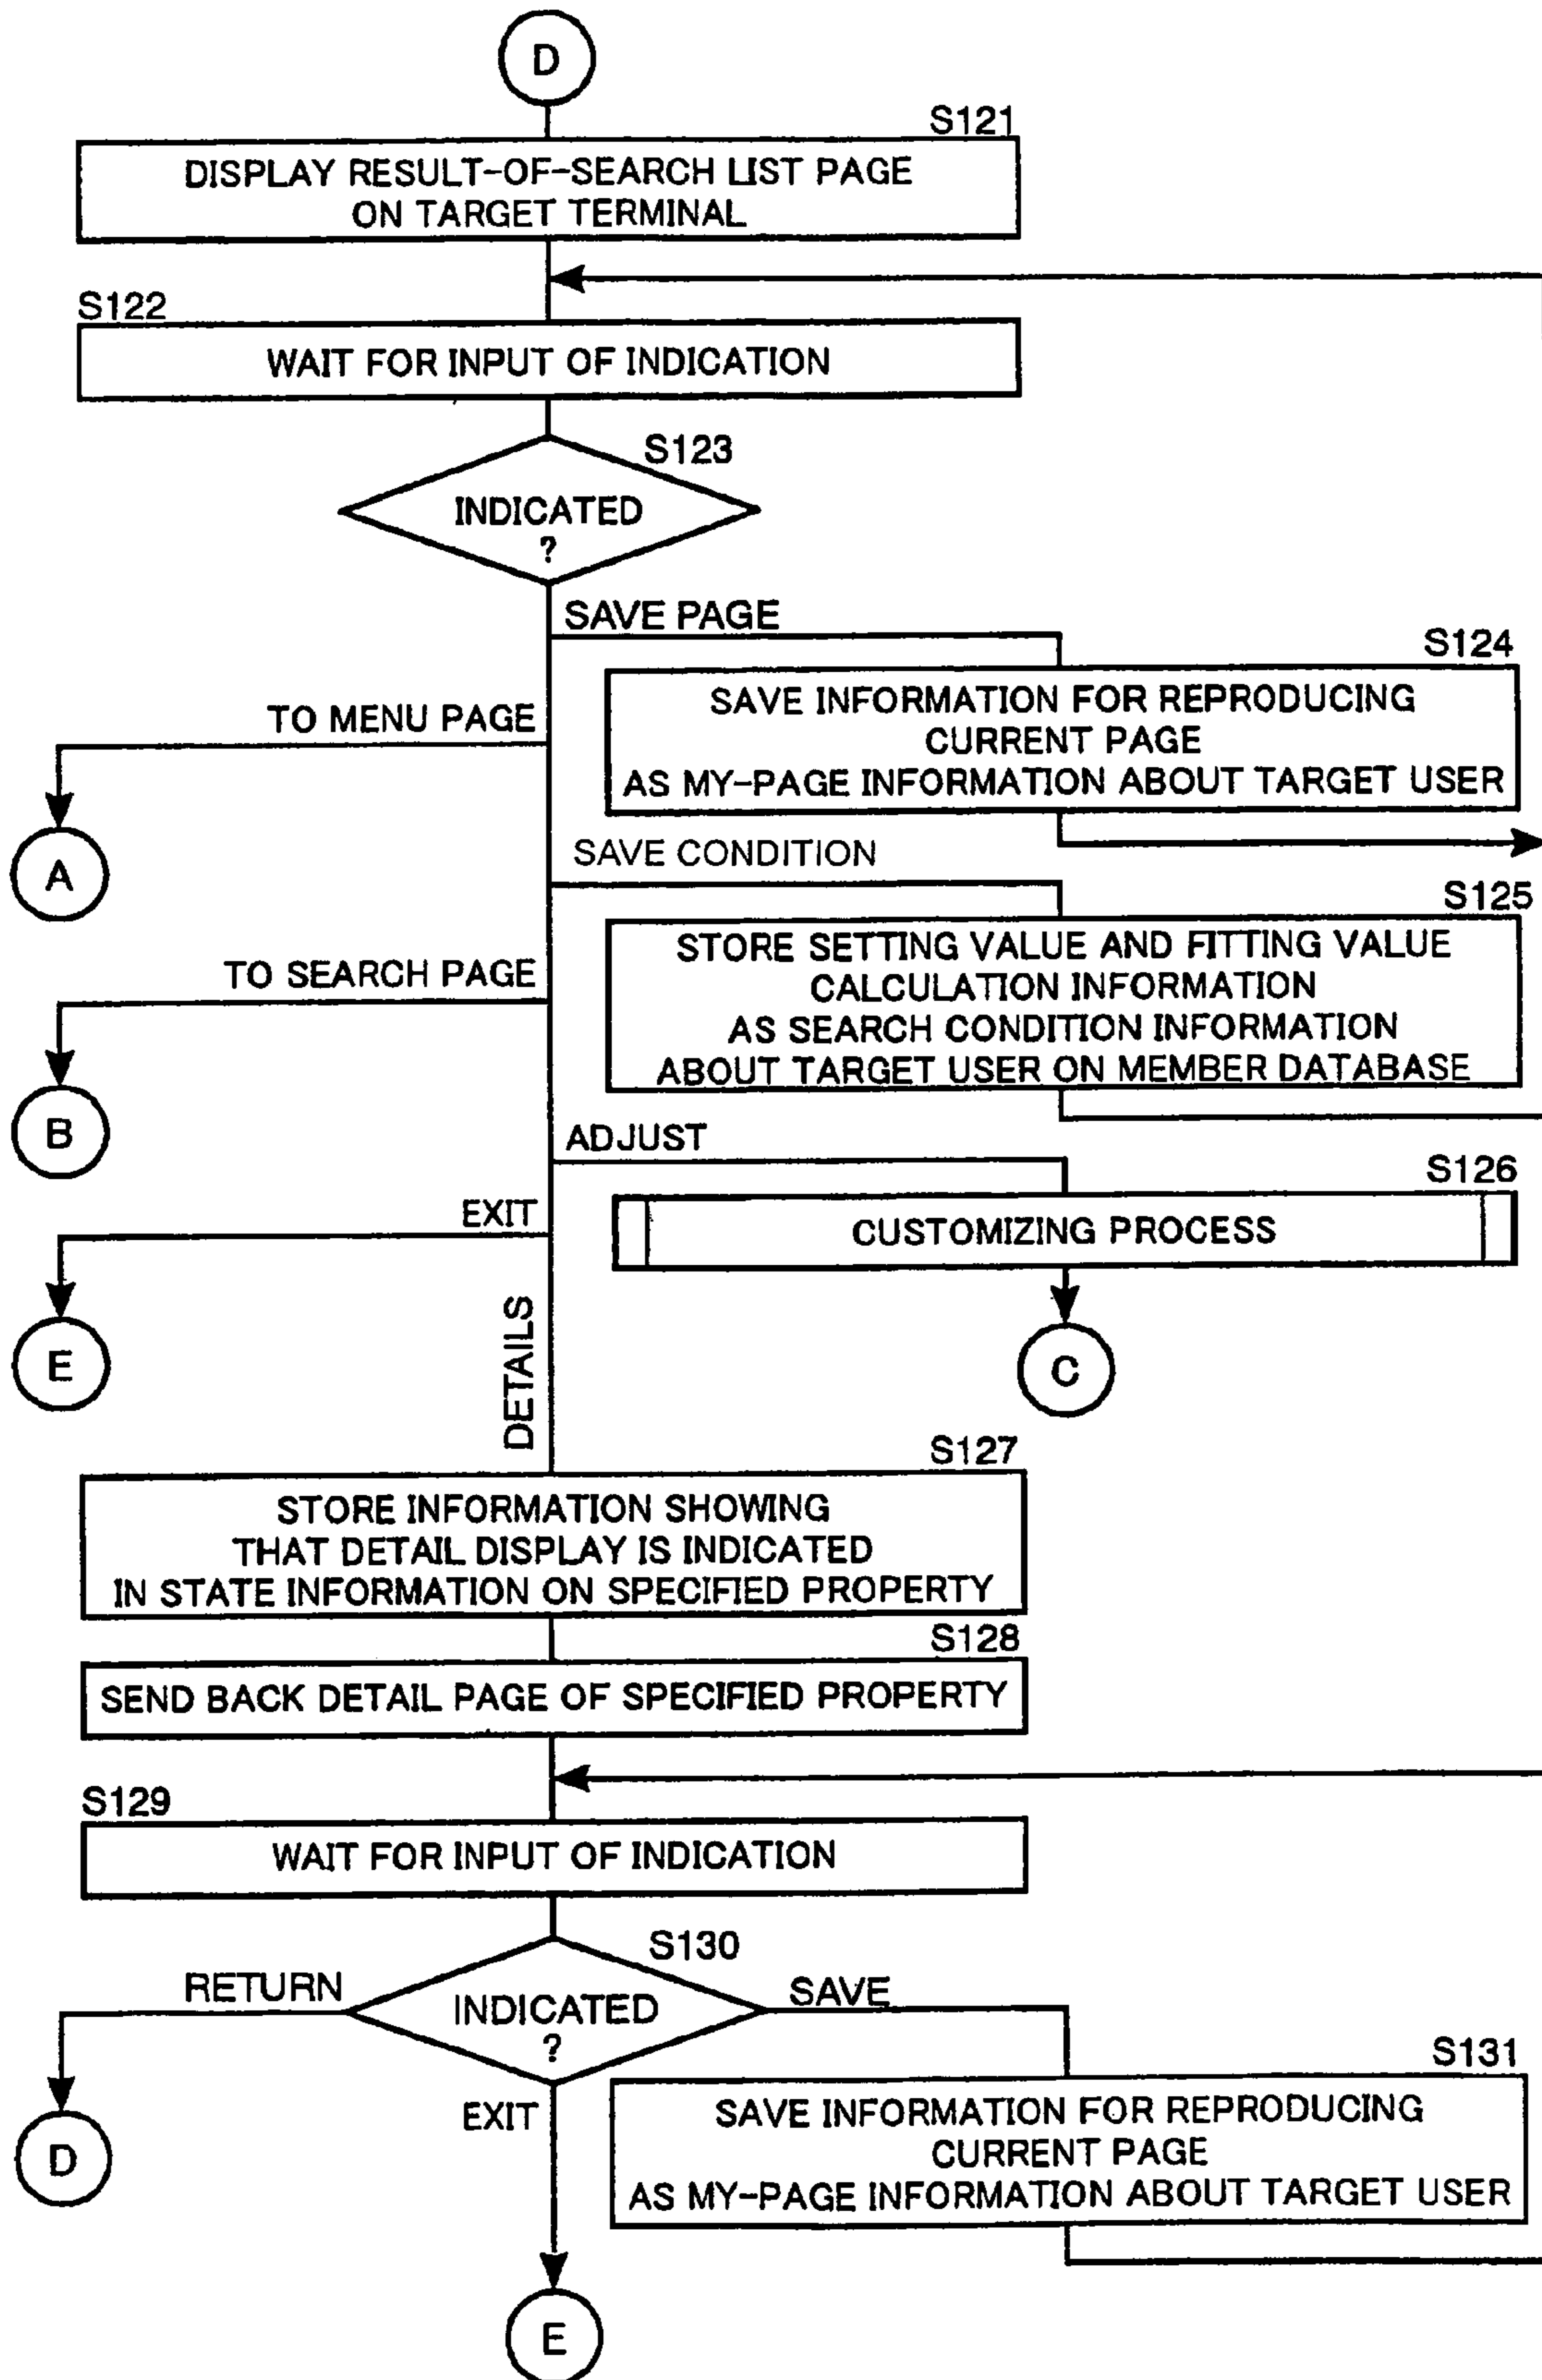 D
S121
DISPLAY RESULT-OF-SEARCH LIST PAGE
ON TARGET TERMINAL
S122
WAIT FOR INPUT OF INDICATION
S123
INDICATED
?
SAVE PAGE
S124
SAVE INFORMATION FOR REPRODUCING
CURRENT PAGE
AS MY-PAGE INFORMATION ABOUT TARGET USER
TO MENU PAGE
A
SAVE CONDITION
S125
STORE SETTING VALUE AND FITTING VALUE
CALCULATION INFORMATION
AS SEARCH CONDITION INFORMATION
ABOUT TARGET USER ON MEMBER DATABASE
TO SEARCH PAGE
B
ADJUST
S126
CUSTOMIZING PROCESS
C
EXIT
E
DETAILS
S127
STORE INFORMATION SHOWING
THAT DETAIL DISPLAY IS INDICATED
IN STATE INFORMATION ON SPECIFIED PROPERTY
S128
SEND BACK DETAIL PAGE OF SPECIFIED PROPERTY
S129
WAIT FOR INPUT OF INDICATION
S130
INDICATED
?
RETURN
D
SAVE
S131
SAVE INFORMATION FOR REPRODUCING
CURRENT PAGE
AS MY-PAGE INFORMATION ABOUT TARGET USER
EXIT
E